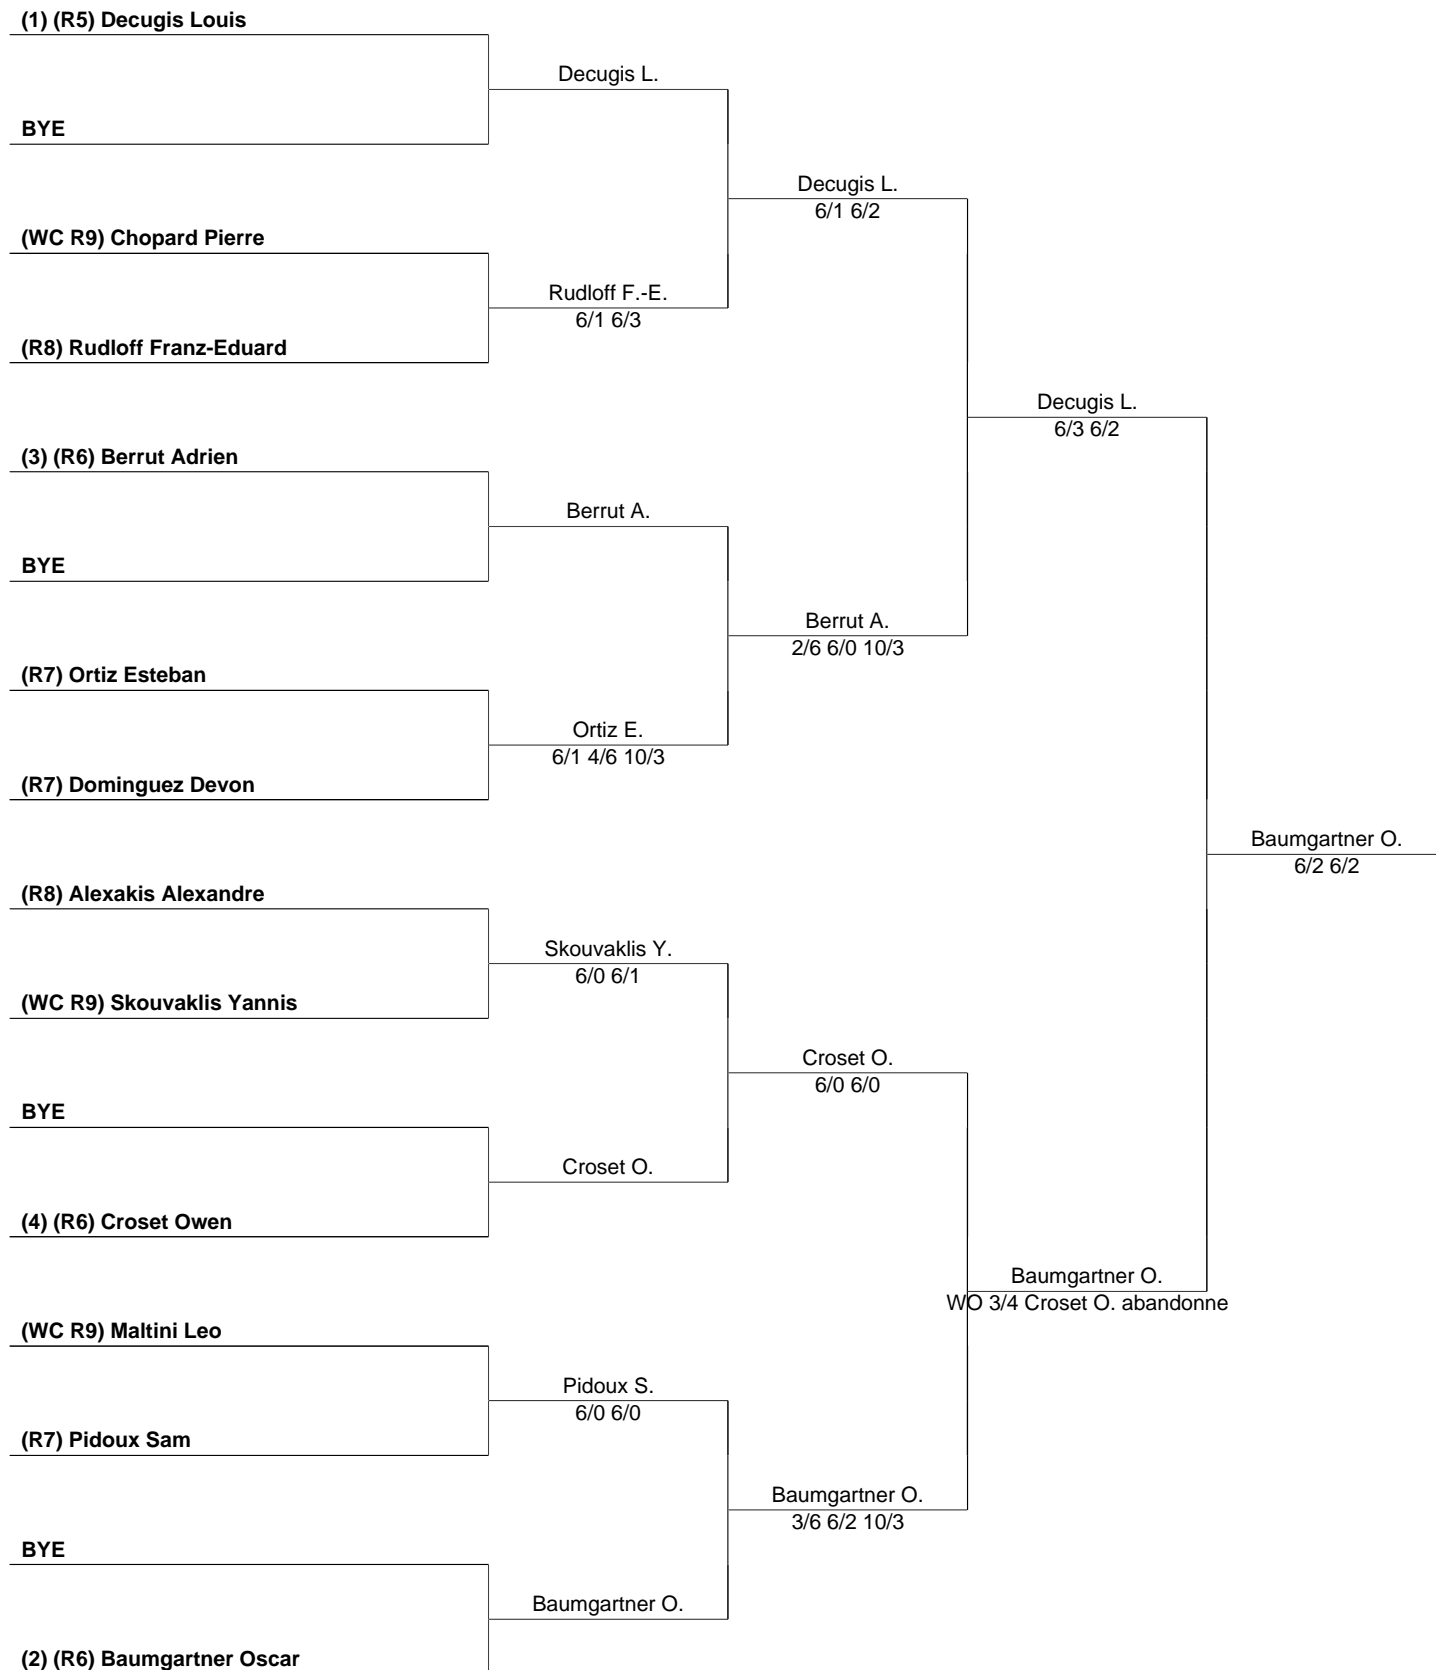 (1) (R5) Decugis Louis
Decugis L.
BYE
Decugis L.
6/1 6/2
(WC R9) Chopard Pierre
Rudloff F.-E.
6/1 6/3
(R8) Rudloff Franz-Eduard
Decugis L.
6/3 6/2
(3) (R6) Berrut Adrien
Berrut A.
BYE
Berrut A.
2/6 6/0 10/3
(R7) Ortiz Esteban
Ortiz E.
6/1 4/6 10/3
(R7) Dominguez Devon
Baumgartner O.
6/2 6/2
(R8) Alexakis Alexandre
Skouvaklis Y.
6/0 6/1
(WC R9) Skouvaklis Yannis
Croset O.
6/0 6/0
BYE
Croset O.
(4) (R6) Croset Owen
Baumgartner O.
WO 3/4 Croset O. abandonne
(WC R9) Maltini Leo
Pidoux S.
6/0 6/0
(R7) Pidoux Sam
Baumgartner O.
3/6 6/2 10/3
BYE
Baumgartner O.
(2) (R6) Baumgartner Oscar